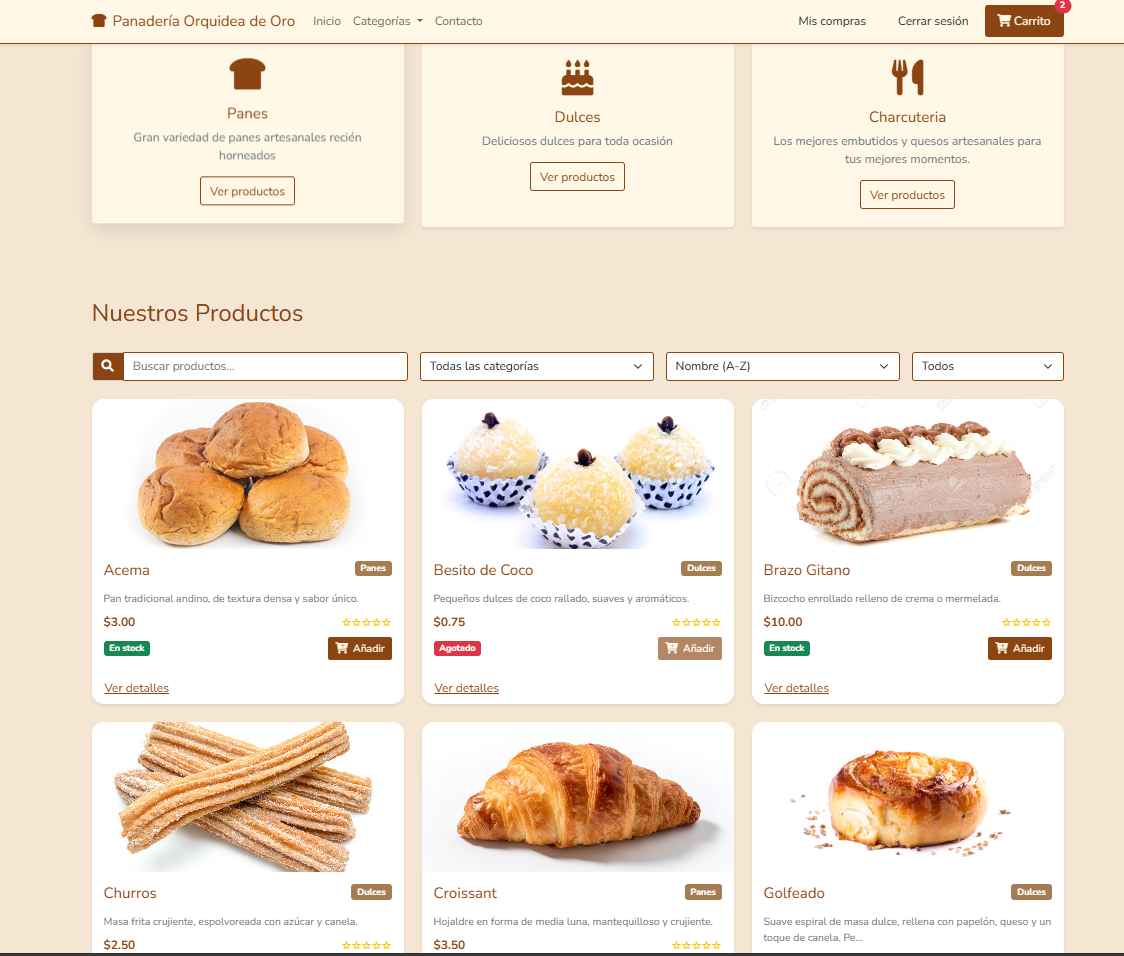 Panadería Orquidea de Oro
Inicio
Categorías
Contacto
Mis compras
Cerrar sesión
Carrito
2
Panes
Gran variedad de panes artesanales recién
horneados
Ver productos
Dulces
Deliciosos dulces para toda ocasión
Ver productos
Charcuteria
Los mejores embutidos y quesos artesanales para
tus mejores momentos.
Ver productos
Nuestros Productos
Buscar productos...
Todas las categorías
Nombre (A-Z)
Todos
Acema
Panes
Pan tradicional andino, de textura densa y sabor único.
$3.00
En stock
Añadir
Ver detalles
Besito de Coco
Dulces
Pequeños dulces de coco rallado, suaves y aromáticos.
$0.75
Agotado
Añadir
Ver detalles
Brazo Gitano
Dulces
Bizcocho enrollado relleno de crema o mermelada.
$10.00
En stock
Añadir
Ver detalles
Churros
Dulces
Masa frita crujiente, espolvoreada con azúcar y canela.
$2.50
Croissant
Panes
Hojaldre en forma de media luna, mantequilloso y crujiente.
$3.50
Golfeado
Dulces
Suave espiral de masa dulce, rellena con papelón, queso y un
toque de canela. Pe...